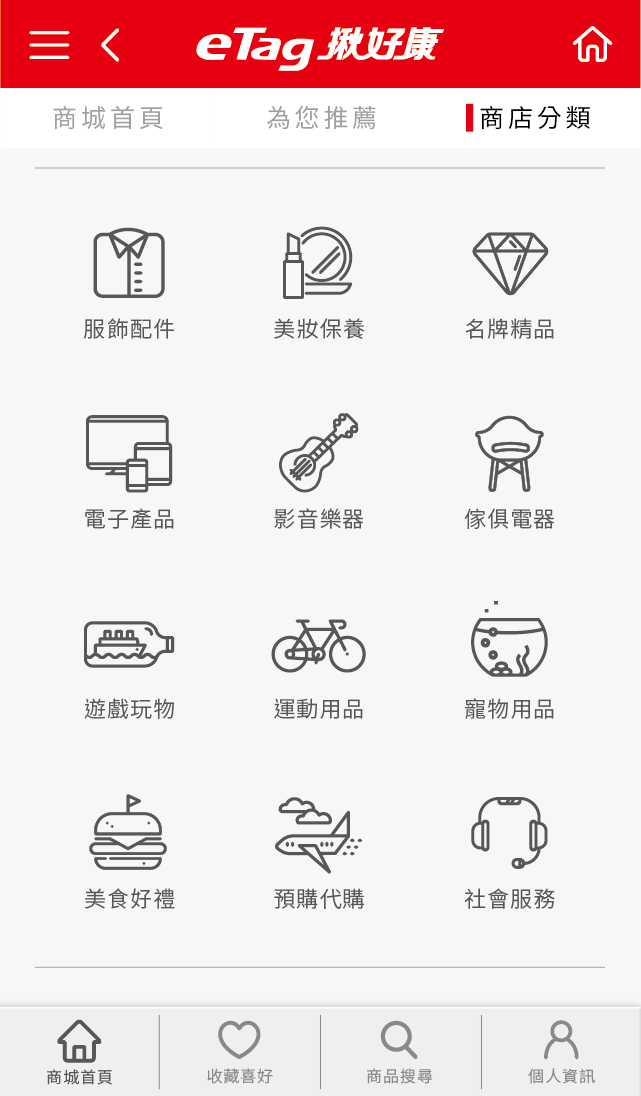 eTag 揪好康
商城首頁 為您推薦 商店分類
服飾配件 美妝保養 名牌精品
電子產品 影音樂器 傢俱電器
遊戲玩物 運動用品 寵物用品
美食好禮 預購代購 社會服務
商城首頁 收藏喜好 商品搜尋 個人資訊